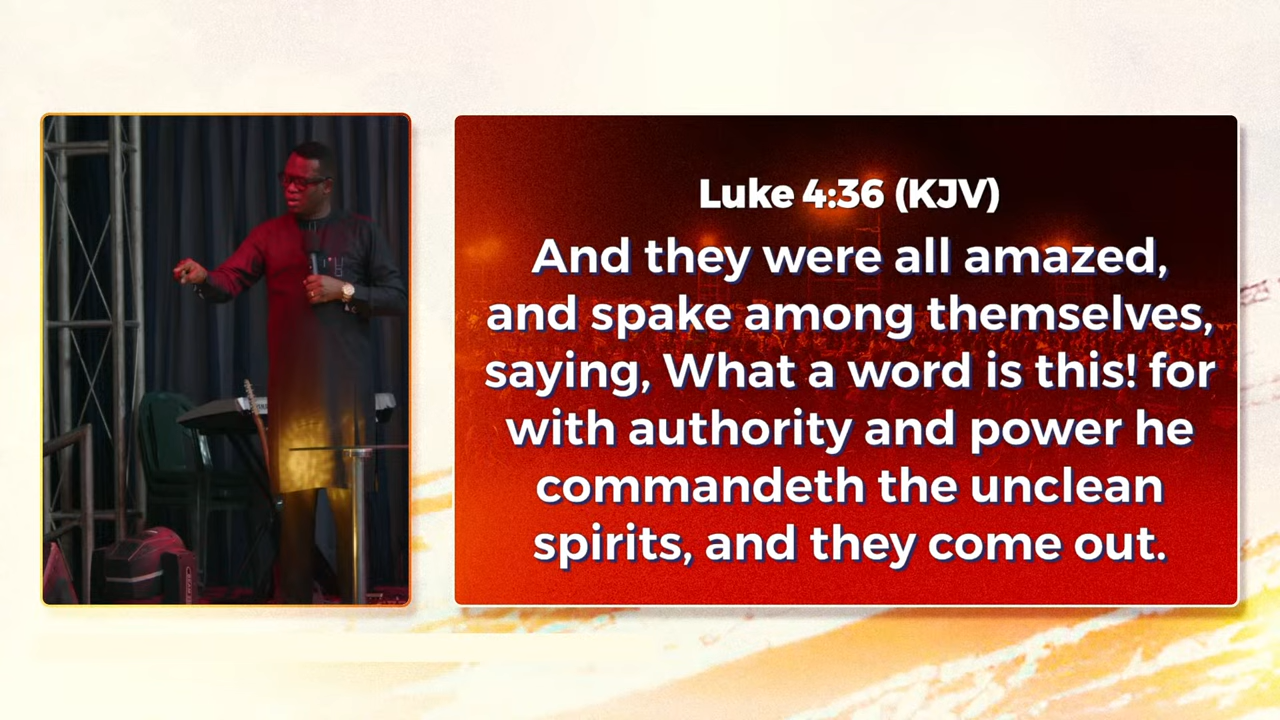 Luke 4:36 (KJV)
And they were all amazed,
and spake among themselves,
saying, What a word is this! for
with authority and power he
commandeth the unclean
spirits, and they come out.